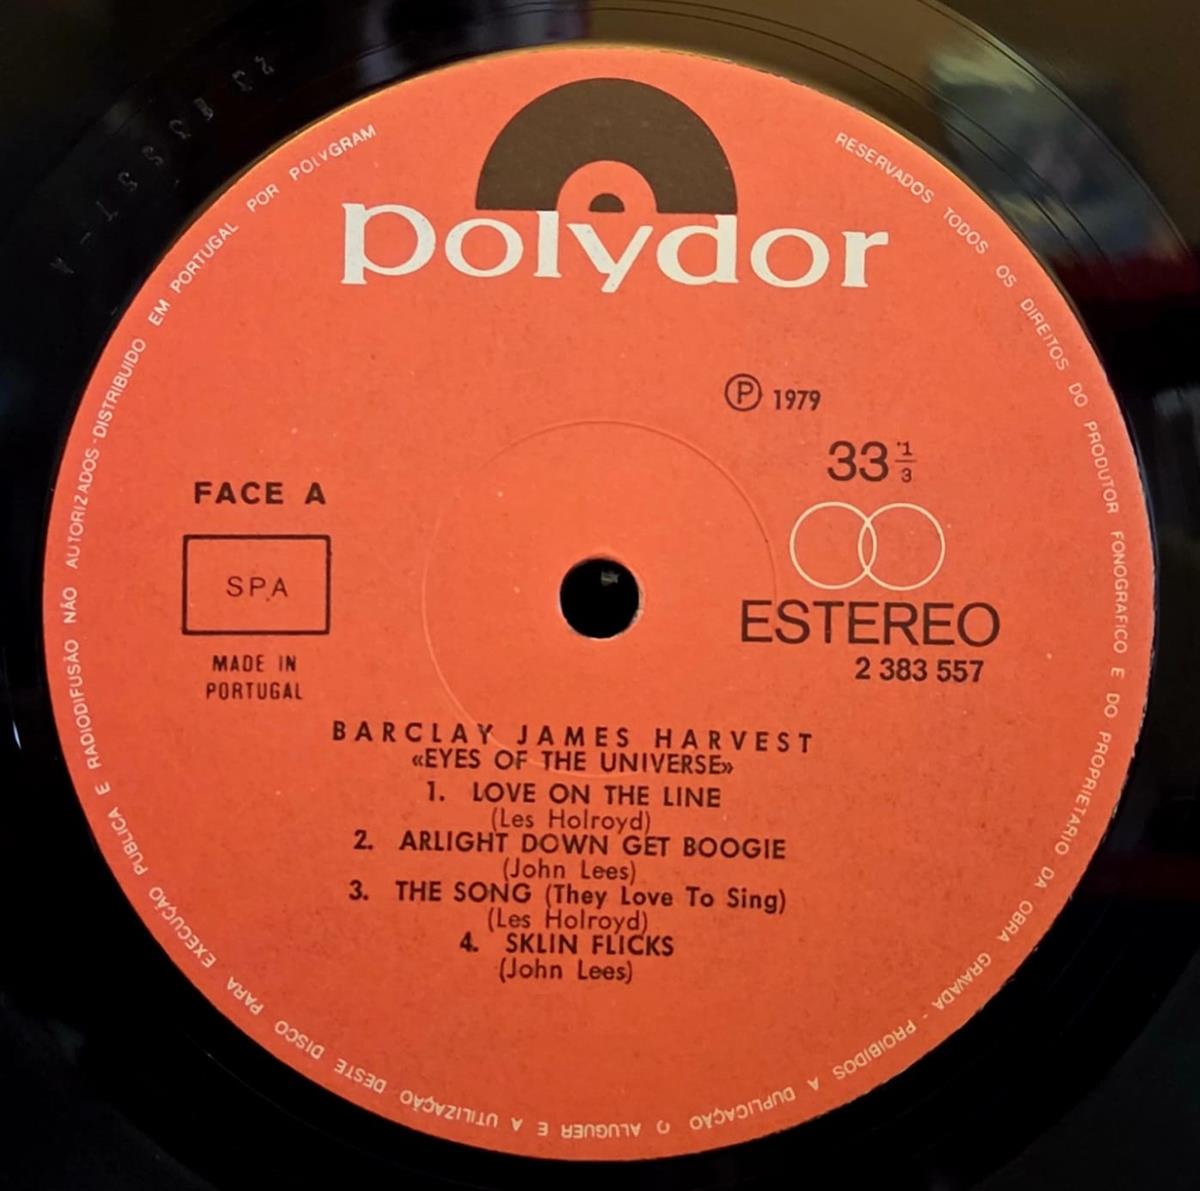 polydor
Ⓟ 1979
33 1/3
FACE A
SPA
MADE IN
PORTUGAL
ESTEREO
2 383 557
BARCLAY JAMES HARVEST
«EYES OF THE UNIVERSE»
1. LOVE ON THE LINE
(Les Holroyd)
2. ARLIGHT DOWN GET BOOGIE
(John Lees)
3. THE SONG (They Love To Sing)
(Les Holroyd)
4. SKLIN FLICKS
(John Lees)
RESERVADOS TODOS OS DIREITOS DO PRODUTOR FONOGRAFICO E DO PROPRIETARIO DA OBRA GRAVADA - PROIBIDOS A DUPLICAÇÃO O ALUGUER E A UTILIZAÇÃO DESTE DISCO PARA EXECUÇÃO PUBLICA E RADIODIFUSÃO NÃO AUTORIZADOS - DISTRIBUIDO EM PORTUGAL POR POLYGRAM